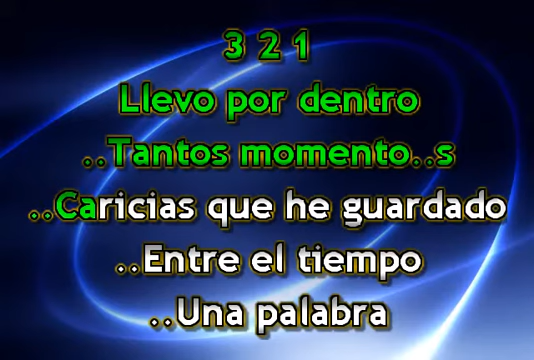 3 2 1
Llevo por dentro
..Tantos momento..s
..Caricias que he guardado
..Entre el tiempo
..Una palabra